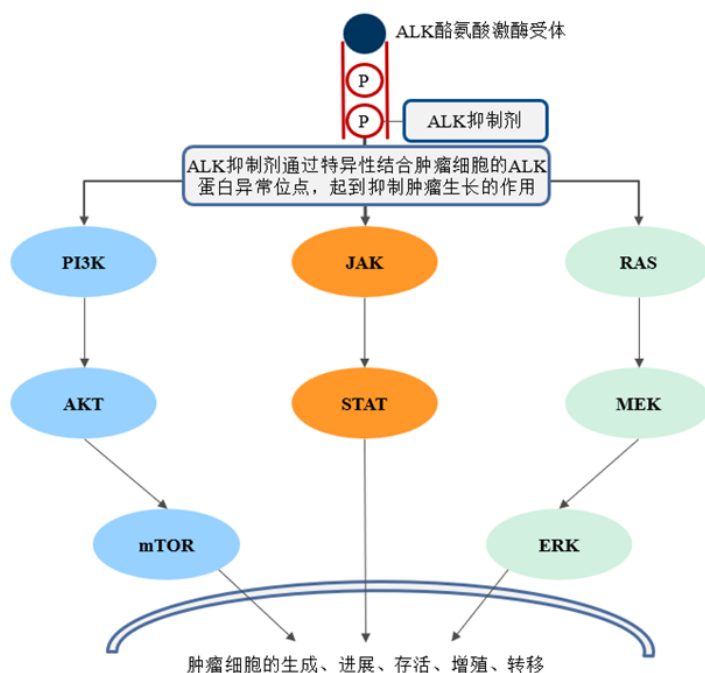 ALK酪氨酸激酶受体
P
P
ALK抑制剂
ALK抑制剂通过特异性结合肿瘤细胞的ALK
蛋白异常位点，起到抑制肿瘤生长的作用
PI3K
JAK
RAS
AKT
STAT
MEK
mTOR
ERK
肿瘤细胞的生成、进展、存活、增殖、转移